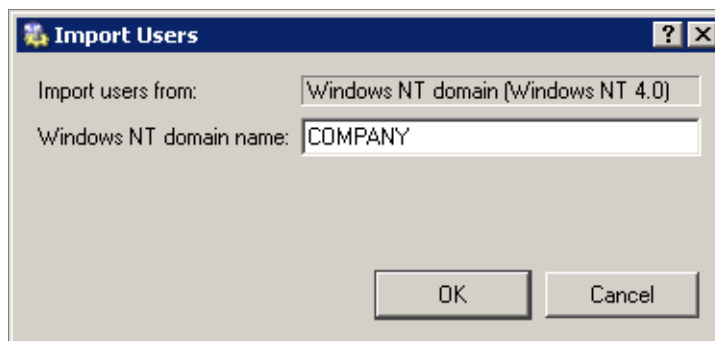 Import Users
Import users from: Windows NT domain (Windows NT 4.0)
Windows NT domain name: COMPANY
OK Cancel